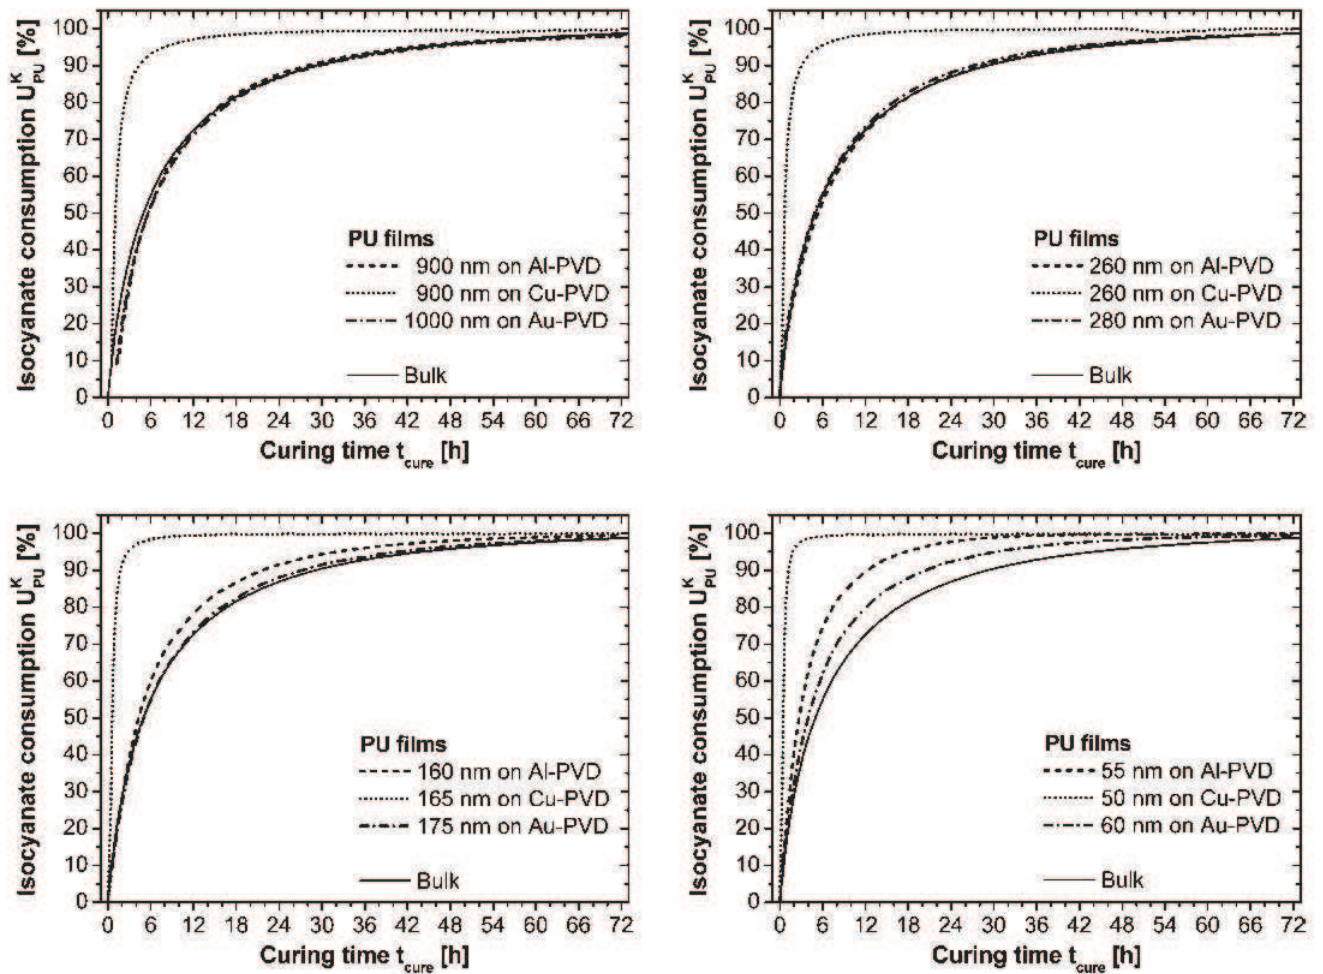 Isocyanate consumption U_PU^K [%]
100
90
80
70
60
50
40
30
20
10
0
PU films
900 nm on Al-PVD
900 nm on Cu-PVD
1000 nm on Au-PVD
Bulk
0 6 12 18 24 30 36 42 48 54 60 66 72
Curing time t_cure [h]
Isocyanate consumption U_PU^K [%]
100
90
80
70
60
50
40
30
20
10
0
PU films
260 nm on Al-PVD
260 nm on Cu-PVD
280 nm on Au-PVD
Bulk
0 6 12 18 24 30 36 42 48 54 60 66 72
Curing time t_cure [h]
Isocyanate consumption U_PU^K [%]
100
90
80
70
60
50
40
30
20
10
0
PU films
160 nm on Al-PVD
165 nm on Cu-PVD
175 nm on Au-PVD
Bulk
0 6 12 18 24 30 36 42 48 54 60 66 72
Curing time t_cure [h]
Isocyanate consumption U_PU^K [%]
100
90
80
70
60
50
40
30
20
10
0
PU films
55 nm on Al-PVD
50 nm on Cu-PVD
60 nm on Au-PVD
Bulk
0 6 12 18 24 30 36 42 48 54 60 66 72
Curing time t_cure [h]